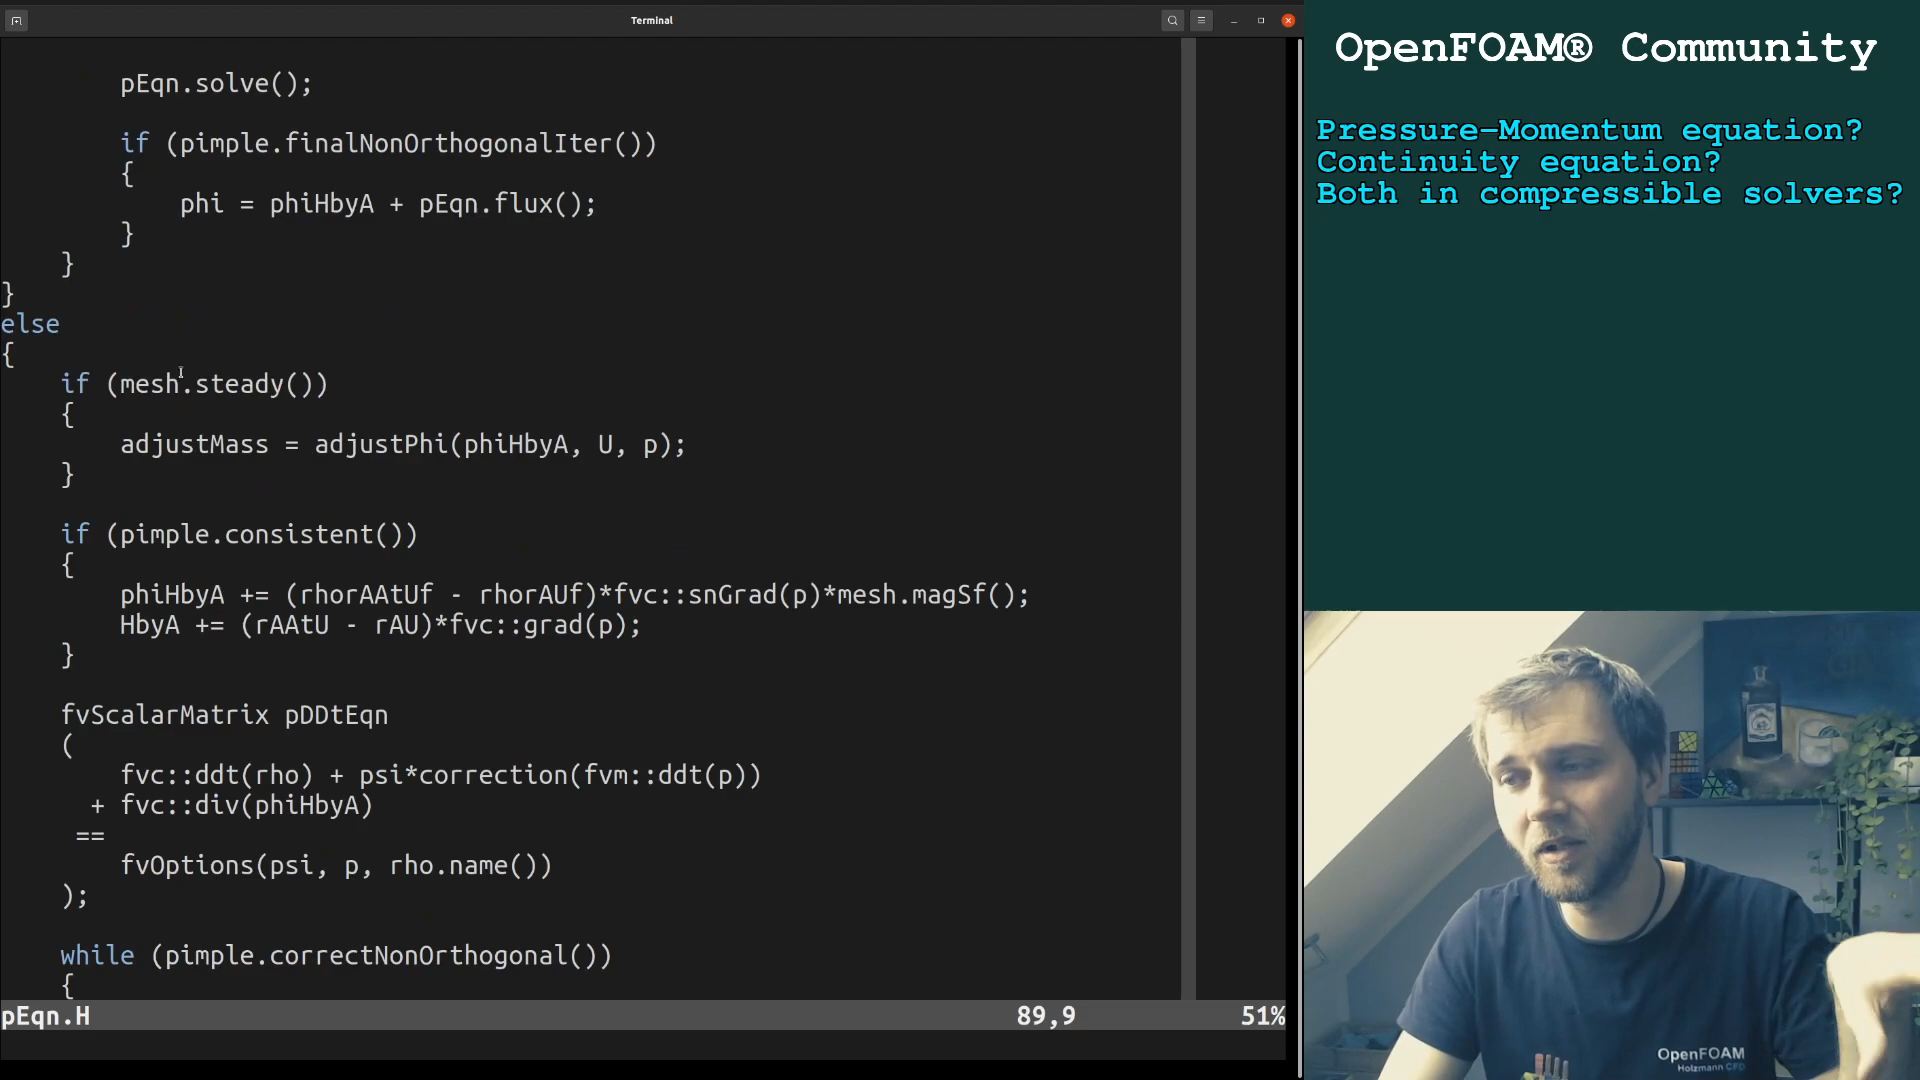 Terminal
pEqn.solve();
if (pimple.finalNonOrthogonalIter())
{
phi = phiHbyA + pEqn.flux();
}
}
}
else
{
if (mesh.steady())
{
adjustMass = adjustPhi(phiHbyA, U, p);
}
if (pimple.consistent())
{
phiHbyA += (rhorAAtUf - rhorAUf)*fvc::snGrad(p)*mesh.magSf();
HbyA += (rAAtU - rAU)*fvc::grad(p);
}
fvScalarMatrix pDDtEqn
(
fvc::ddt(rho) + psi*correction(fvm::ddt(p))
+ fvc::div(phiHbyA)
==
fvOptions(psi, p, rho.name())
);
while (pimple.correctNonOrthogonal())
{
pEqn.H 89,9 51%
OpenFOAM® Community
Pressure-Momentum equation?
Continuity equation?
Both in compressible solvers?
OpenFOAM
Holzmann CFD